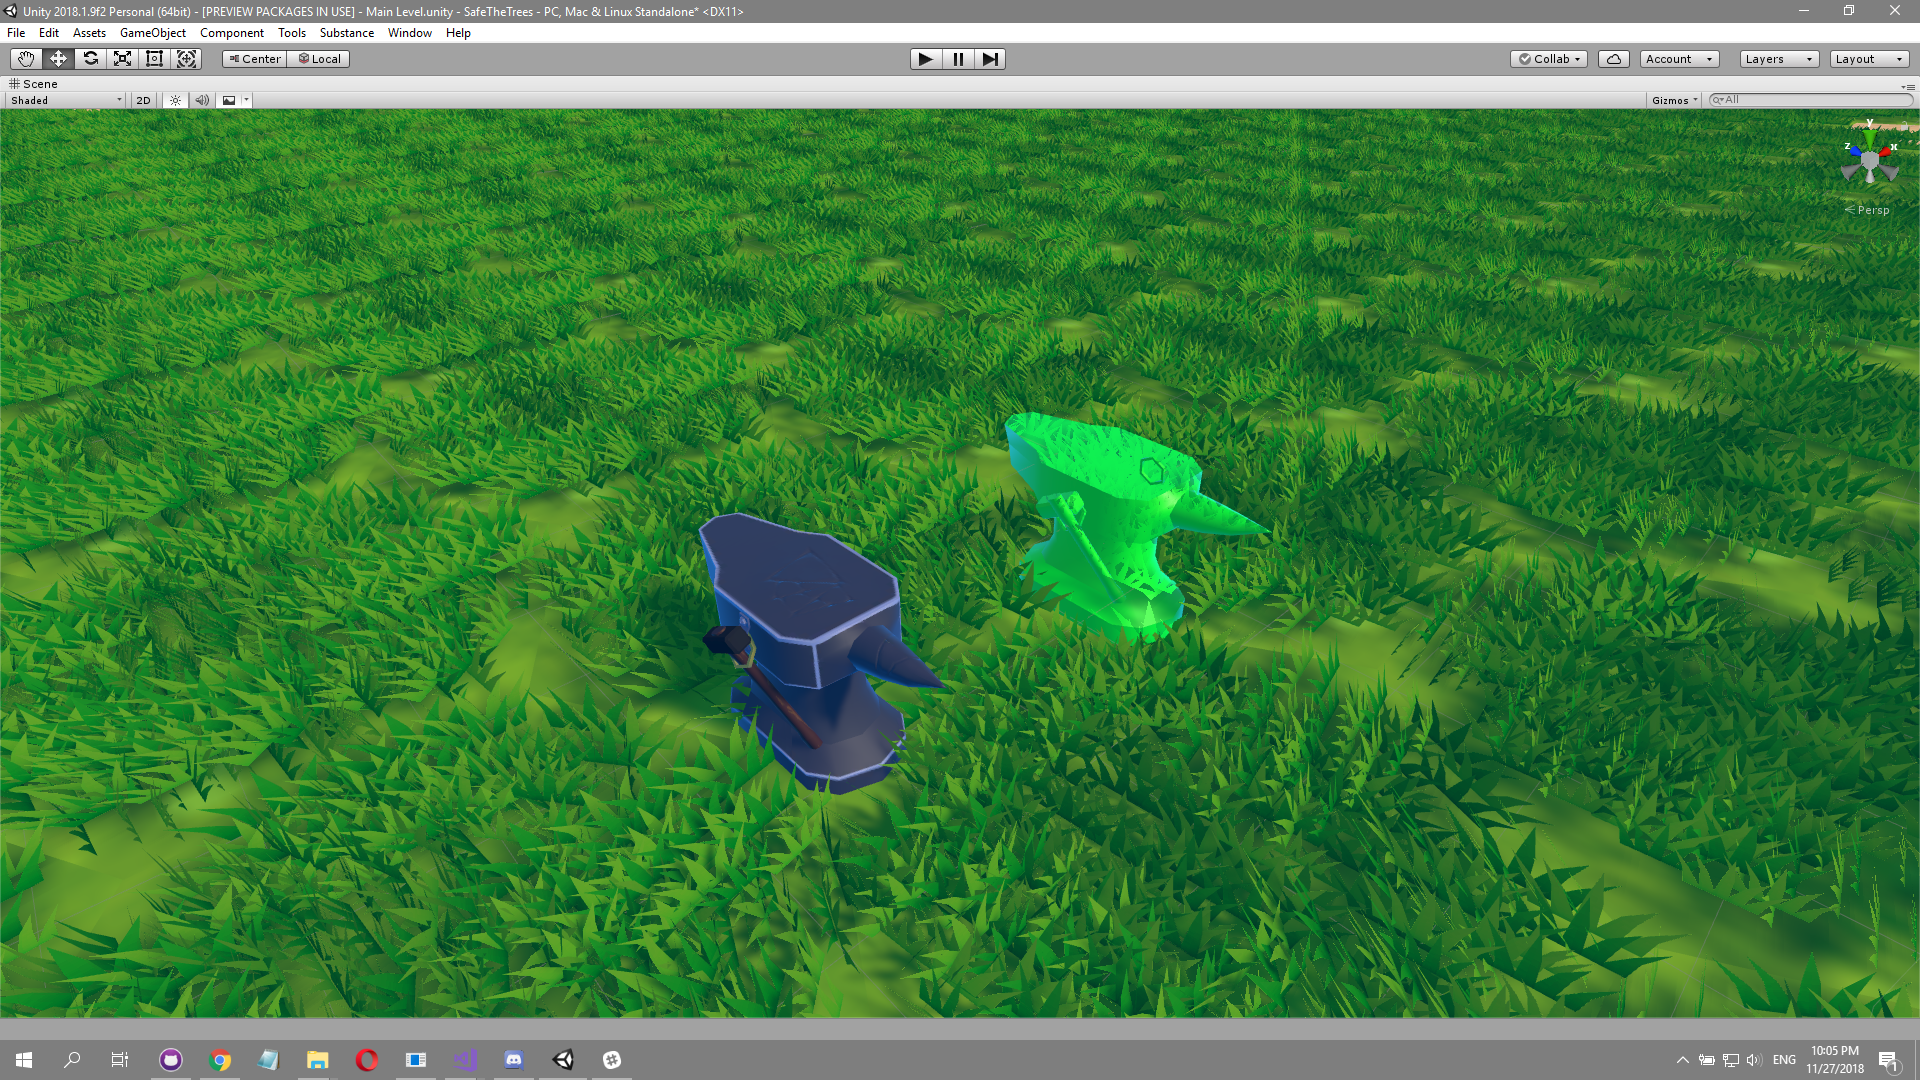 Unity 2018.1.9f2 Personal (64bit) - [PREVIEW PACKAGES IN USE] - Main Level.unity - SafeTheTrees - PC, Mac & Linux Standalone* <DX11>
File Edit Assets GameObject Component Tools Substance Window Help
Center Local Collab Account Layers Layout
Scene
Shaded 2D Gizmos All
y
z x
Persp
ENG 10:05 PM
11/27/2018 1